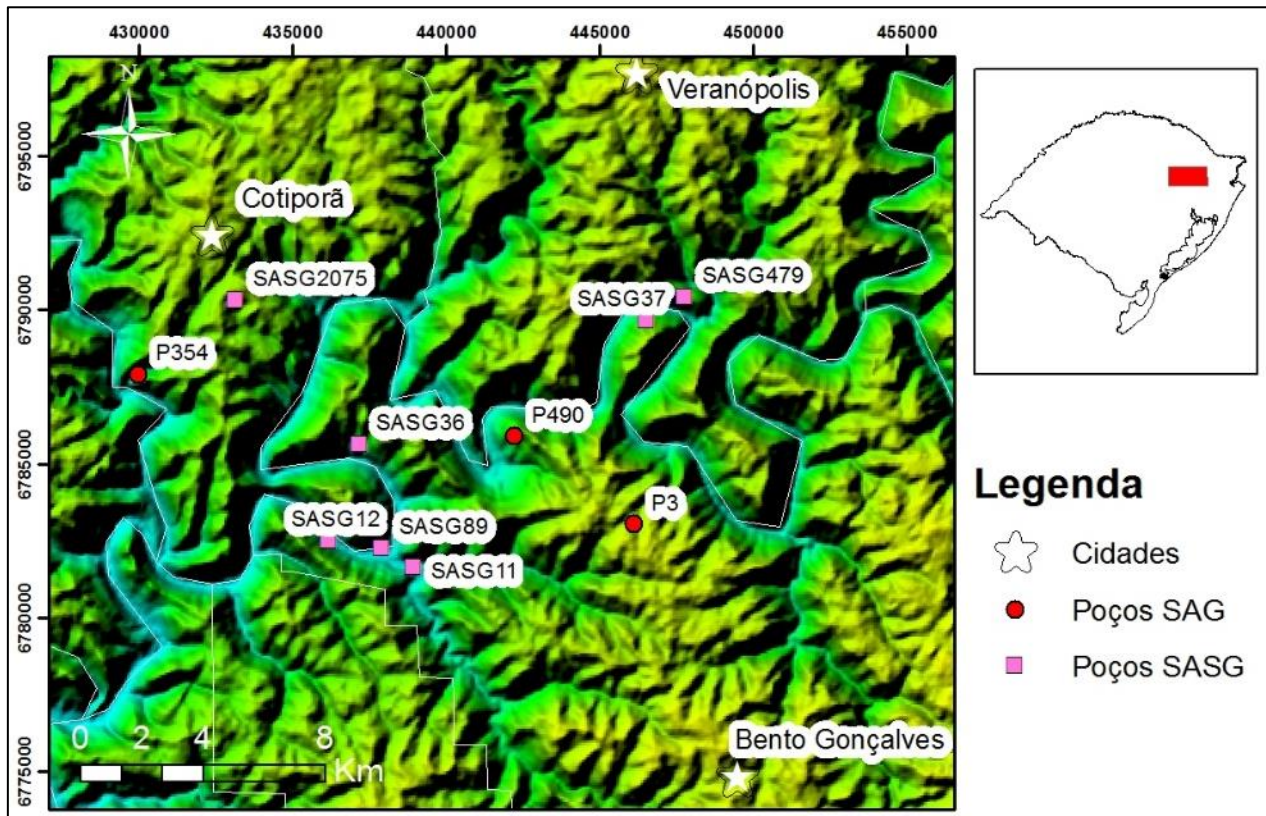 430000 435000 440000 445000 450000 455000
N
Veranópolis
6795000
Cotiporã
SASG2075
SASG479
SASG37
6790000
P354
SASG36
P490
6785000
P3
SASG12
SASG89
SASG11
6780000
Bento Gonçalves
6775000
0 2 4 8
Km
Legenda
Cidades
Poços SAG
Poços SASG